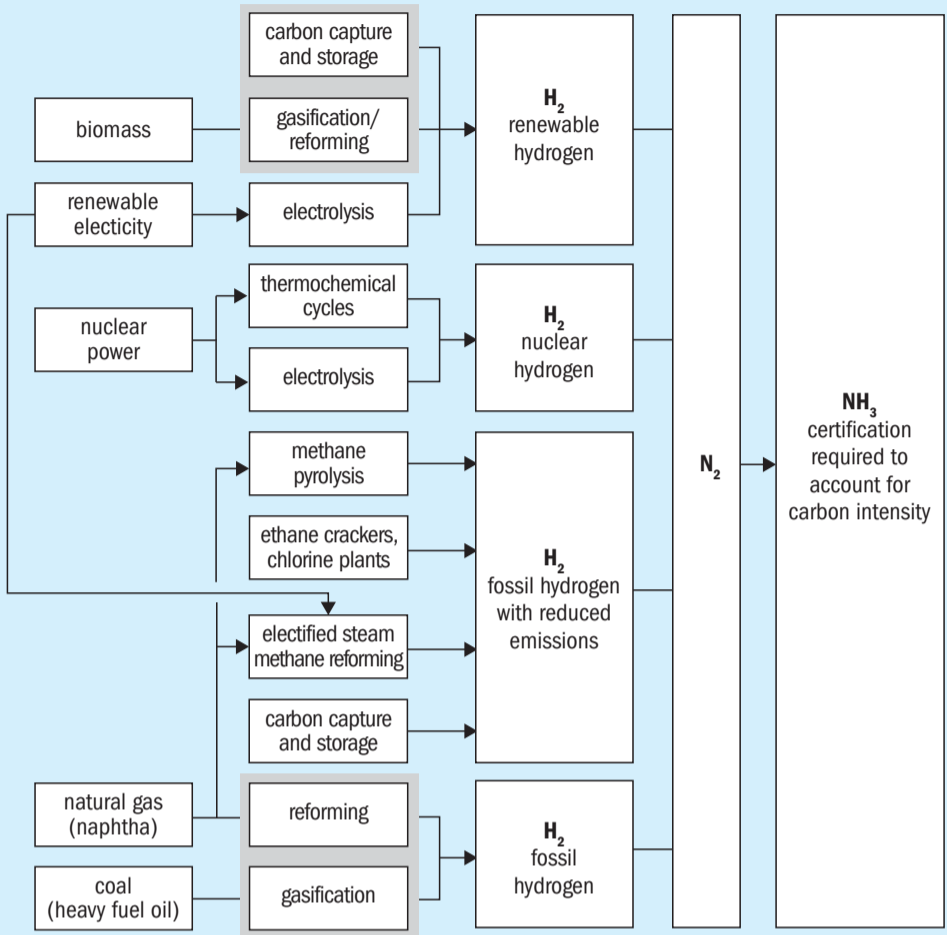 carbon capture
and storage
biomass
gasification/
reforming
H₂
renewable
hydrogen
renewable
electicity
electrolysis
nuclear
power
thermochemical
cycles
electrolysis
H₂
nuclear
hydrogen
methane
pyrolysis
ethane crackers,
chlorine plants
electified steam
methane reforming
carbon capture
and storage
H₂
fossil hydrogen
with reduced
emissions
natural gas
(naphtha)
reforming
coal
(heavy fuel oil)
gasification
H₂
fossil
hydrogen
N₂
NH₃
certification
required to
account for
carbon intensity